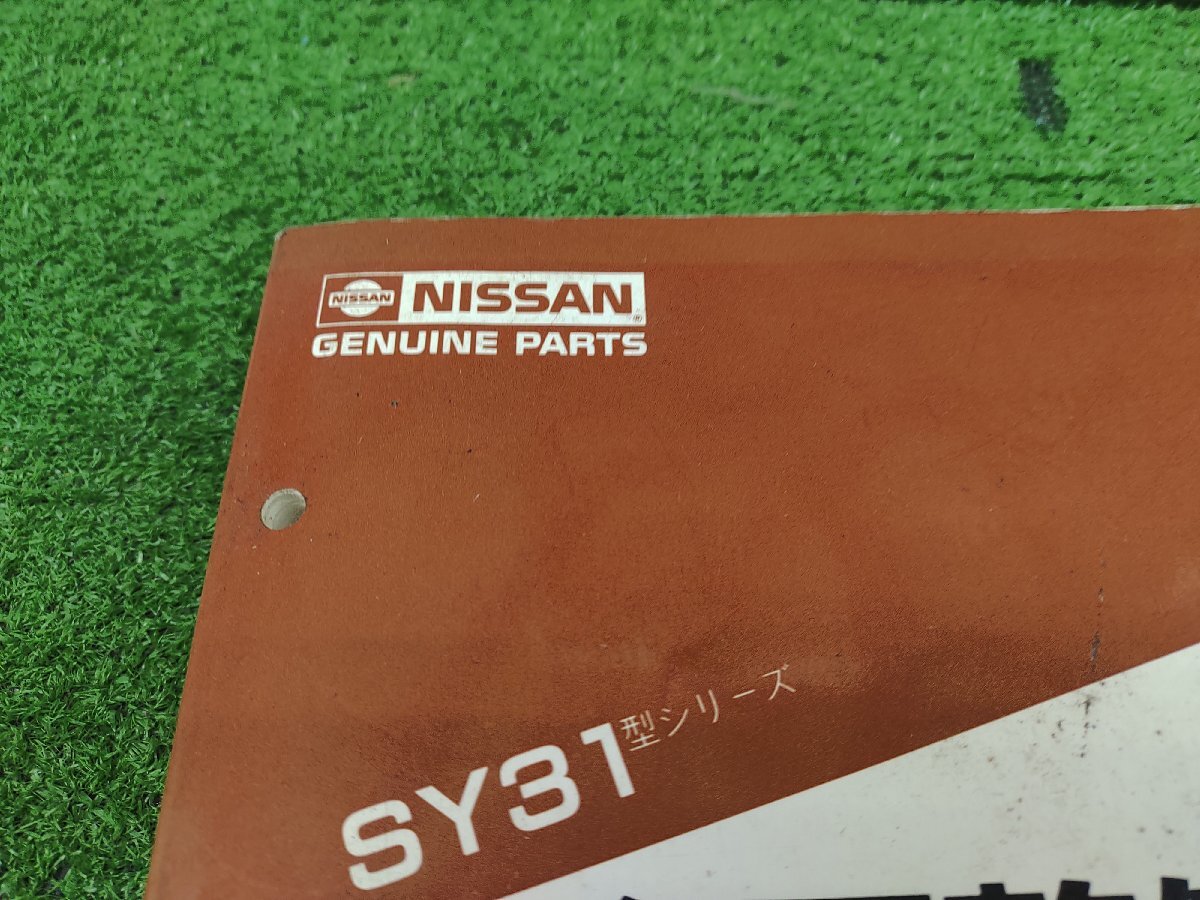 NISSAN NISSAN®
GENUINE PARTS
SY31型シリーズ